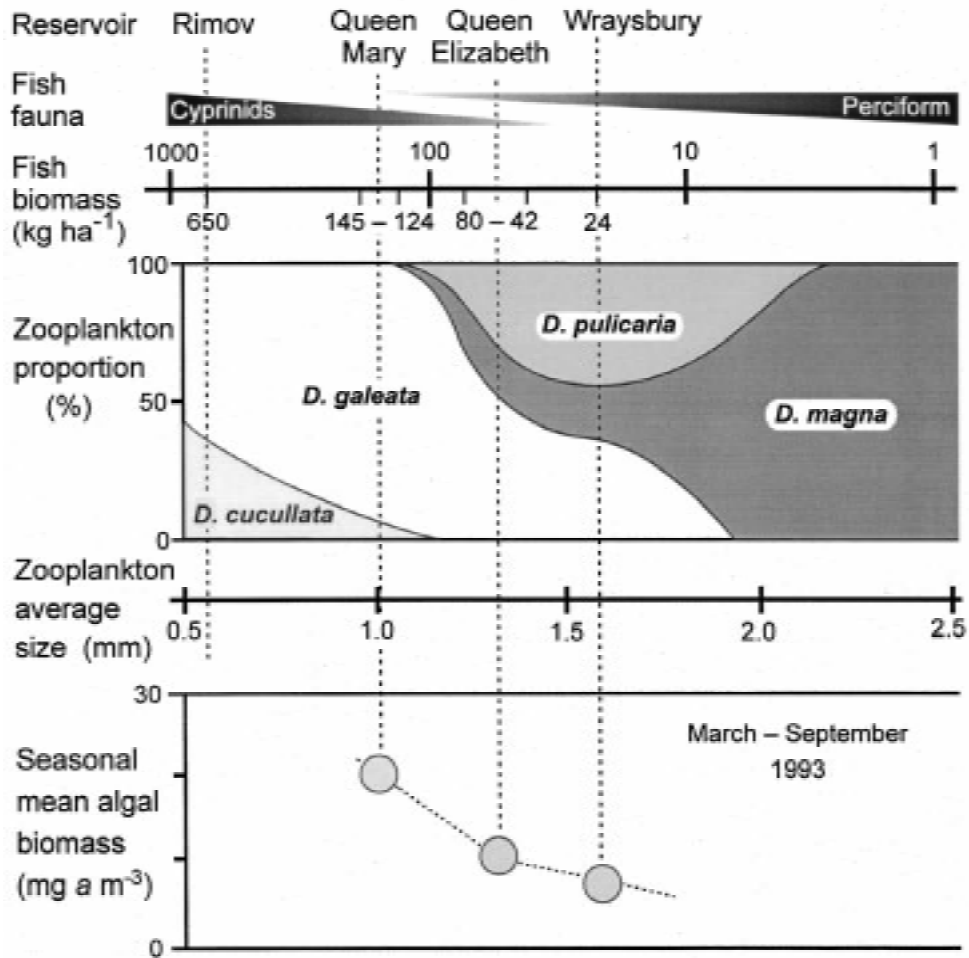 Reservoir Rimov Queen Mary Queen Elizabeth Wraysbury
Fish fauna
Cyprinids Perciform
1000 100 10 1
Fish biomass (kg ha-1)
650 145 – 124 80 – 42 24
100
Zooplankton proportion (%)
50
0
D. pulicaria
D. galeata
D. magna
D. cucullata
Zooplankton average size (mm)
0.5 1.0 1.5 2.0 2.5
30
March – September
1993
Seasonal mean algal biomass (mg a m-3)
0